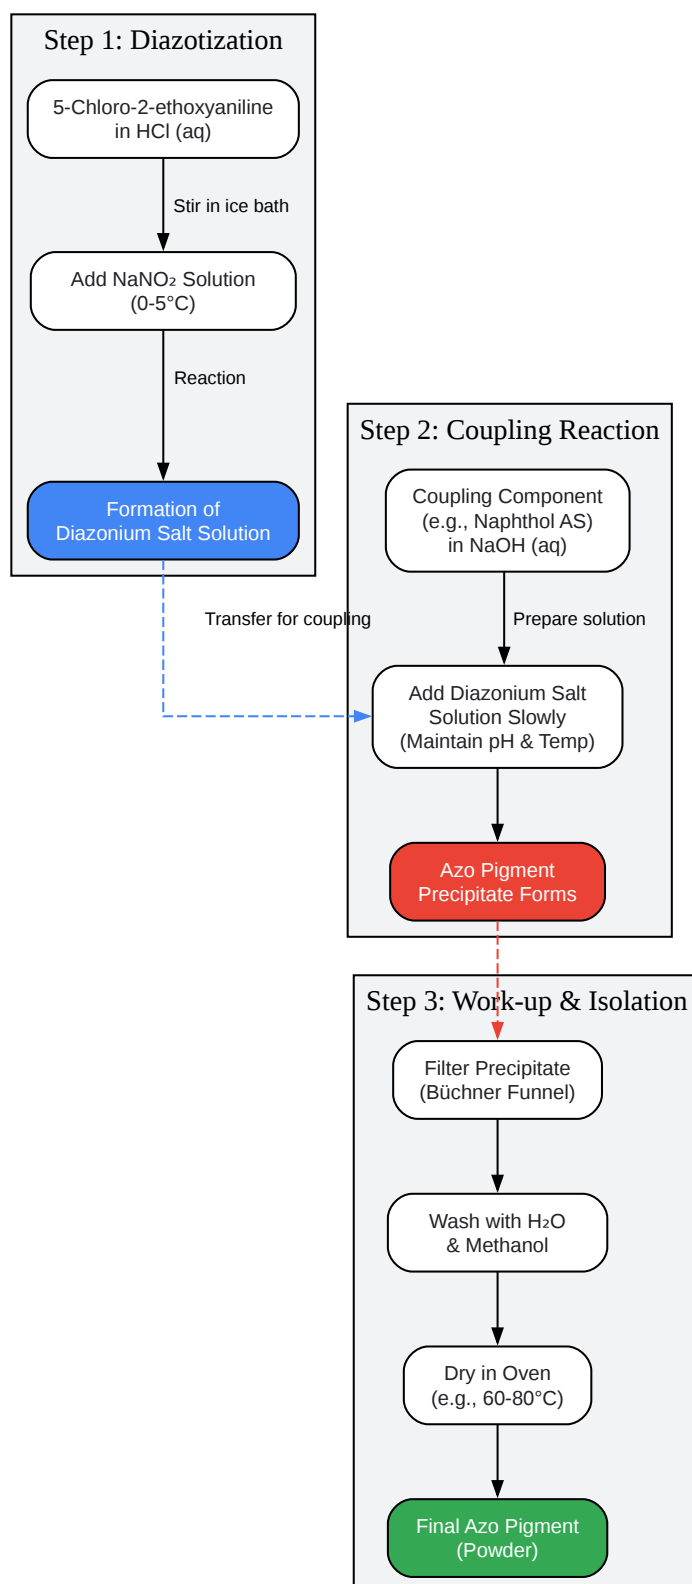 Step 1: Diazotization
5-Chloro-2-ethoxyaniline
in HCl (aq)
Stir in ice bath
Add NaNO₂ Solution
(0-5°C)
Reaction
Formation of
Diazonium Salt Solution
Transfer for coupling
Step 2: Coupling Reaction
Coupling Component
(e.g., Naphthol AS)
in NaOH (aq)
Prepare solution
Add Diazonium Salt
Solution Slowly
(Maintain pH & Temp)
Azo Pigment
Precipitate Forms
Step 3: Work-up & Isolation
Filter Precipitate
(Büchner Funnel)
Wash with H₂O
& Methanol
Dry in Oven
(e.g., 60-80°C)
Final Azo Pigment
(Powder)